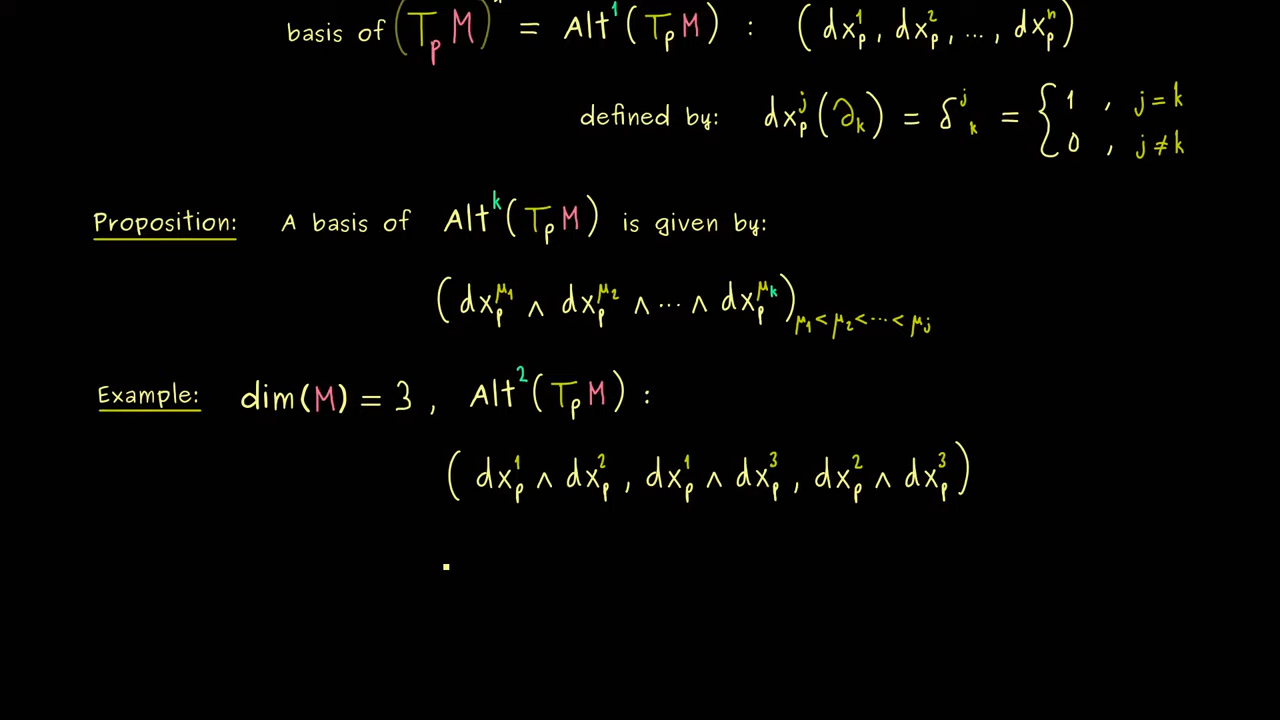 basis of (TₚM)* = Alt¹(TₚM) : (dxₚ¹, dxₚ², ..., dxₚⁿ)
defined by: dxₚʲ(∂ₖ) = δʲₖ = { 1 , j = k
0 , j ≠ k
Proposition: A basis of Altᵏ(TₚM) is given by:
(dxₚ^μ₁ ∧ dxₚ^μ₂ ∧ ··· ∧ dxₚ^μₖ)_μ₁ < μ₂ < ··· < μⱼ
Example: dim(M) = 3 , Alt²(TₚM) :
( dxₚ¹ ∧ dxₚ² , dxₚ¹ ∧ dxₚ³ , dxₚ² ∧ dxₚ³ )